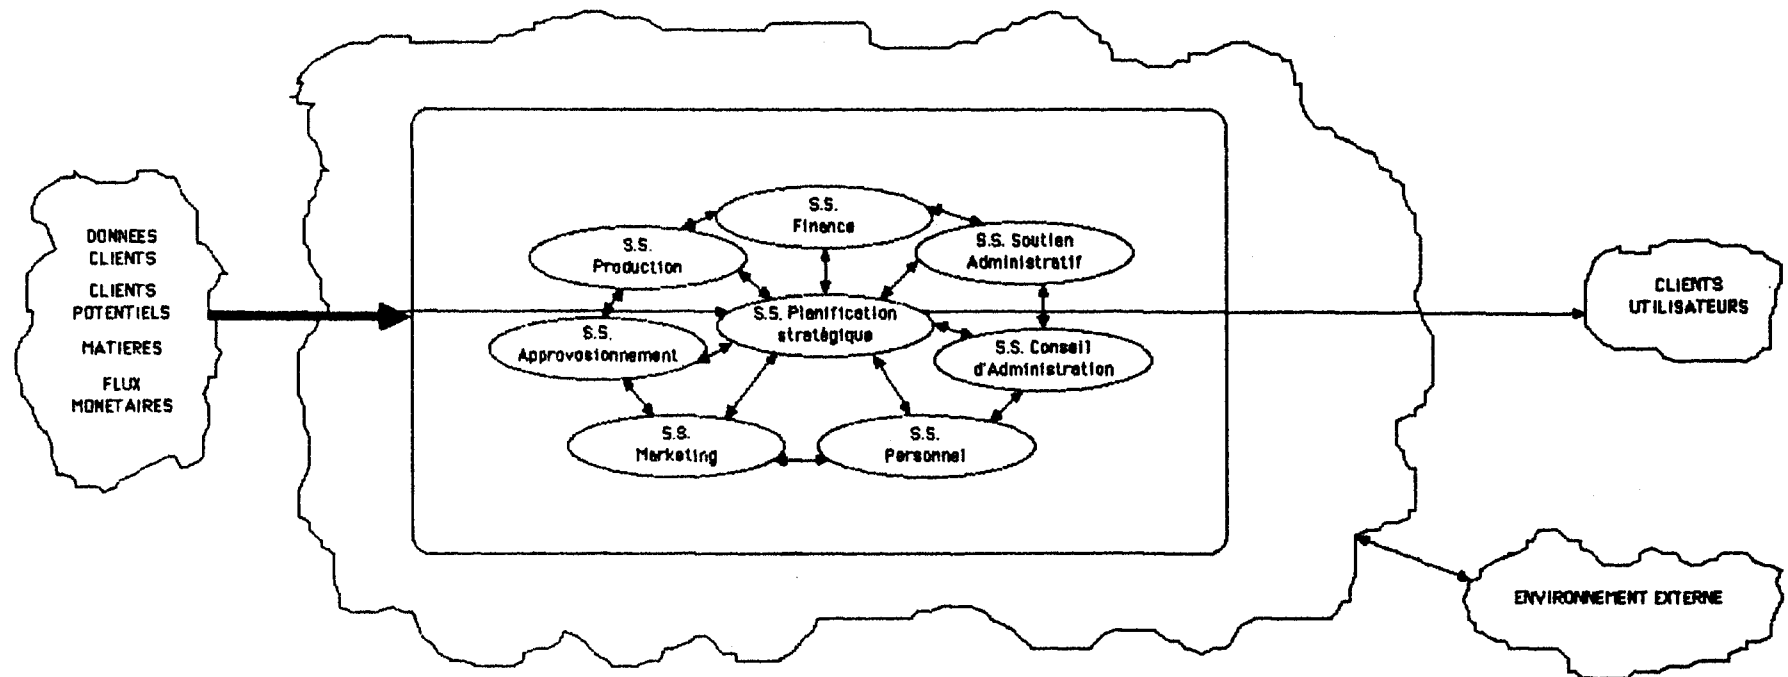 DONNEES
CLIENTS
CLIENTS
POTENTIELS
MATIERES
FLUX
MONETAIRES
S.S.
Finance
S.S.
Production
S.S. Soutien
Administratif
S.S. Planification
stratégique
S.S.
Approvosionnement
S.S. Conseil
d'Administration
S.S.
Marketing
S.S.
Personnel
CLIENTS
UTILISATEURS
ENVIRONNEMENT EXTERNE